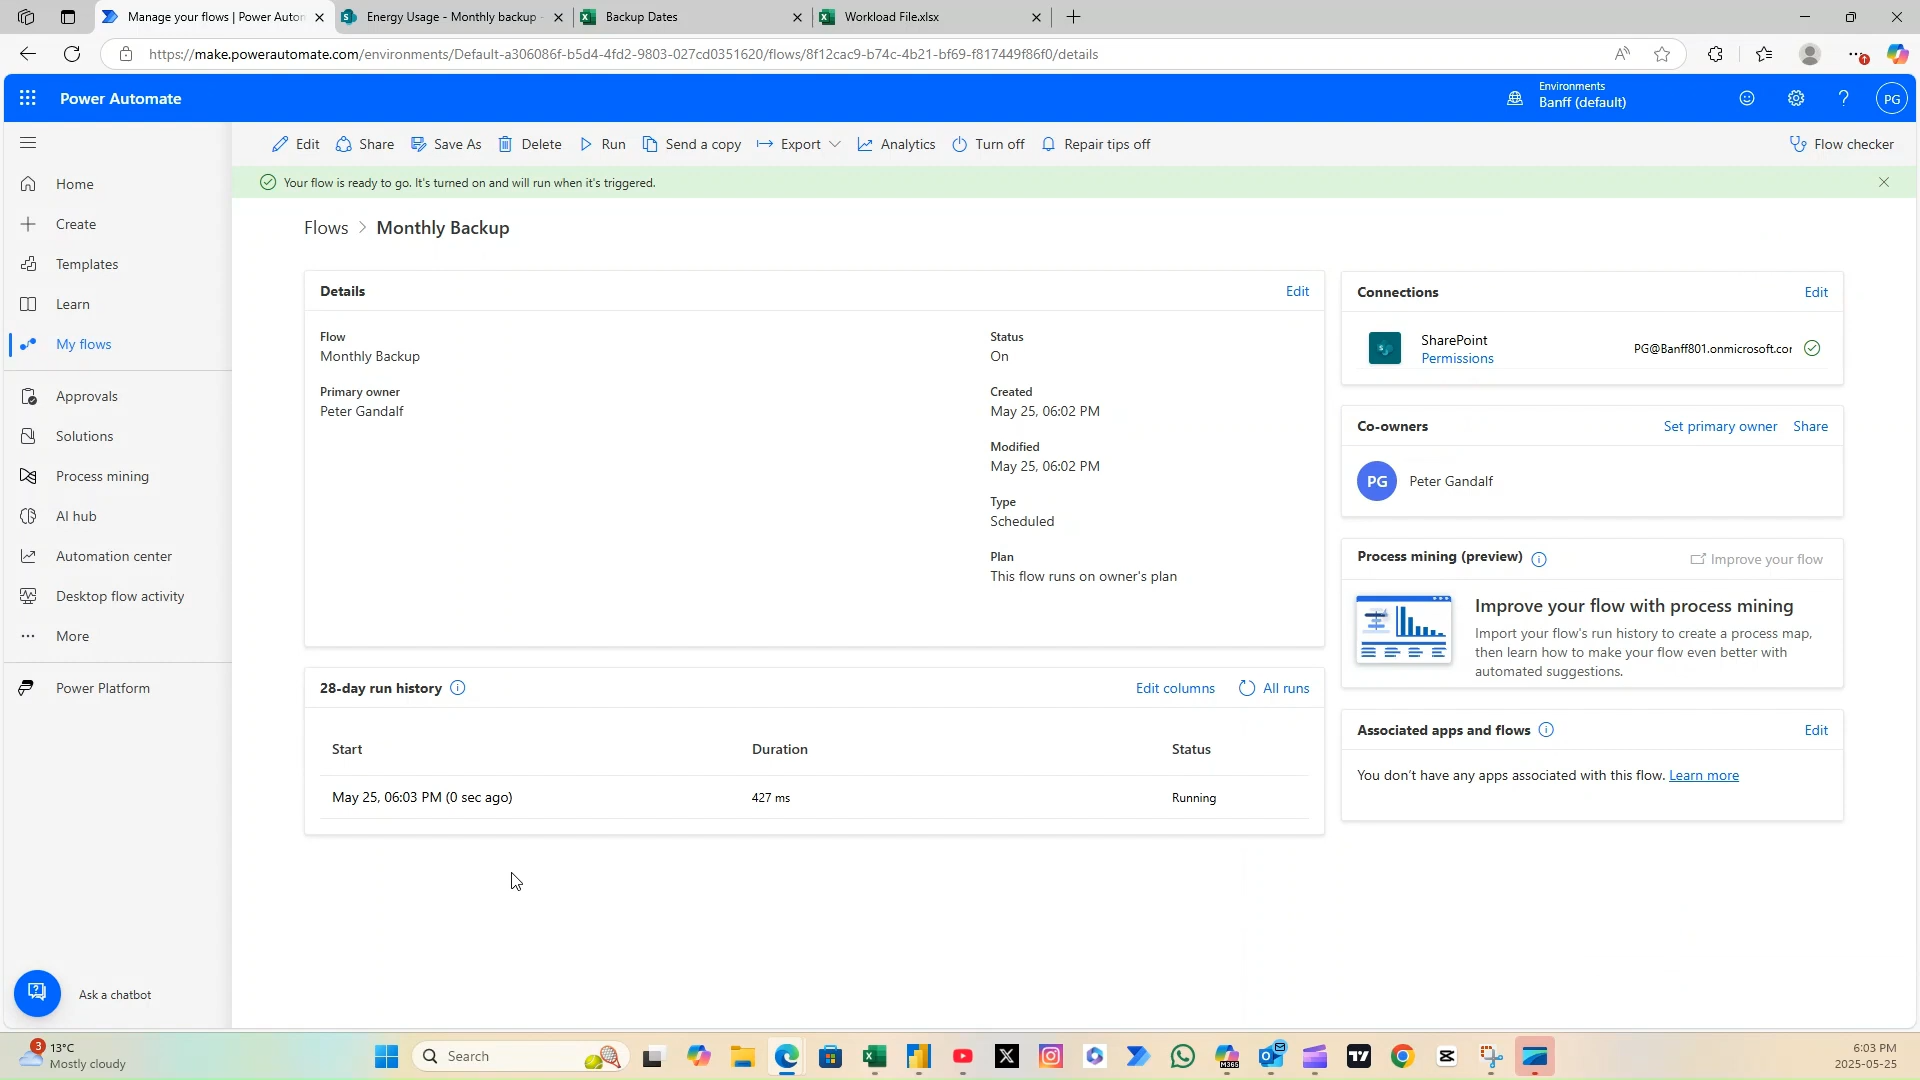 Manage your flows | Power Autom
Energy Usage - Monthly backup
Backup Dates
Workload File.xlsx
https://make.powerautomate.com/environments/Default-a306086f-b5d4-4fd2-9803-027cd0351620/flows/8f12cac9-b74c-4b21-bf69-f817449f86f0/details
Power Automate
Environments
Banff (default)
PG
Edit
Share
Save As
Delete
Run
Send a copy
Export
Analytics
Turn off
Repair tips off
Flow checker
Your flow is ready to go. It's turned on and will run when it's triggered.
Home
Create
Templates
Learn
My flows
Approvals
Solutions
Process mining
AI hub
Automation center
Desktop flow activity
More
Power Platform
Ask a chatbot
Flows > Monthly Backup
Details
Edit
Flow
Monthly Backup
Primary owner
Peter Gandalf
Status
On
Created
May 25, 06:02 PM
Modified
May 25, 06:02 PM
Type
Scheduled
Plan
This flow runs on owner's plan
28-day run history
Edit columns
All runs
Start
Duration
Status
May 25, 06:03 PM (0 sec ago)
427 ms
Running
Connections
Edit
SharePoint
Permissions
PG@Banff801.onmicrosoft.cor
Co-owners
Set primary owner
Share
PG
Peter Gandalf
Process mining (preview)
Improve your flow
Improve your flow with process mining
Import your flow's run history to create a process map,
then learn how to make your flow even better with
automated suggestions.
Associated apps and flows
Edit
You don't have any apps associated with this flow. Learn more
3
13°C
Mostly cloudy
Search
M365
6:03 PM
2025-05-25